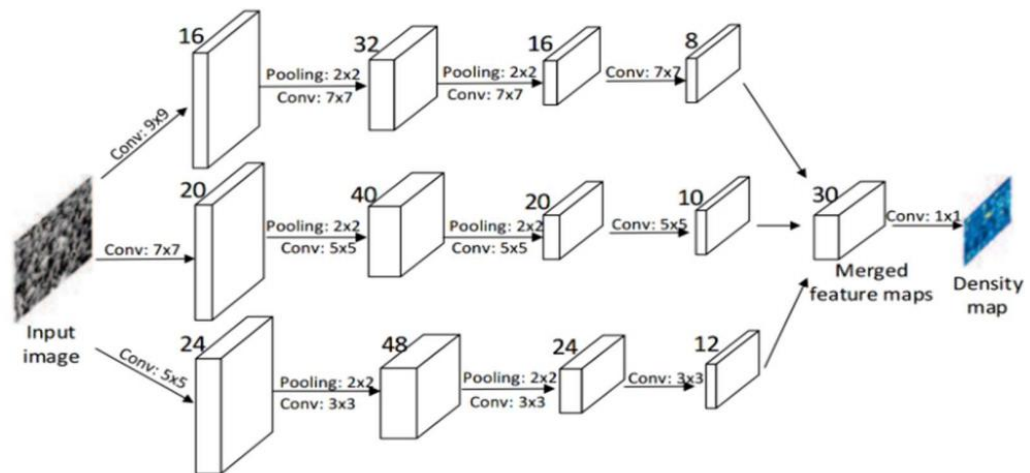 16
32
16
8
Pooling: 2x2
Conv: 7x7
Pooling: 2x2
Conv: 7x7
Conv: 7x7
Conv: 9x9
20
40
20
10
30
Conv: 7x7
Pooling: 2x2
Conv: 5x5
Pooling: 2x2
Conv: 5x5
Conv: 5x5
Conv: 1x1
Merged
feature maps
Density
map
Input
image
Conv: 5x5
24
48
24
12
Pooling: 2x2
Conv: 3x3
Pooling: 2x2
Conv: 3x3
Conv: 3x3